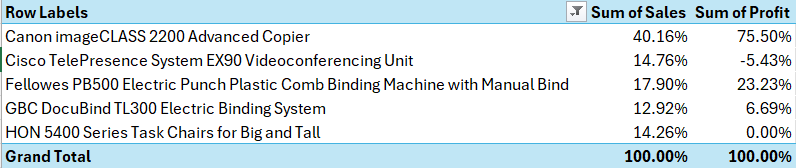 Row Labels Sum of Sales Sum of Profit
Canon imageCLASS 2200 Advanced Copier 40.16% 75.50%
Cisco TelePresence System EX90 Videoconferencing Unit 14.76% -5.43%
Fellowes PB500 Electric Punch Plastic Comb Binding Machine with Manual Bind 17.90% 23.23%
GBC DocuBind TL300 Electric Binding System 12.92% 6.69%
HON 5400 Series Task Chairs for Big and Tall 14.26% 0.00%
Grand Total 100.00% 100.00%